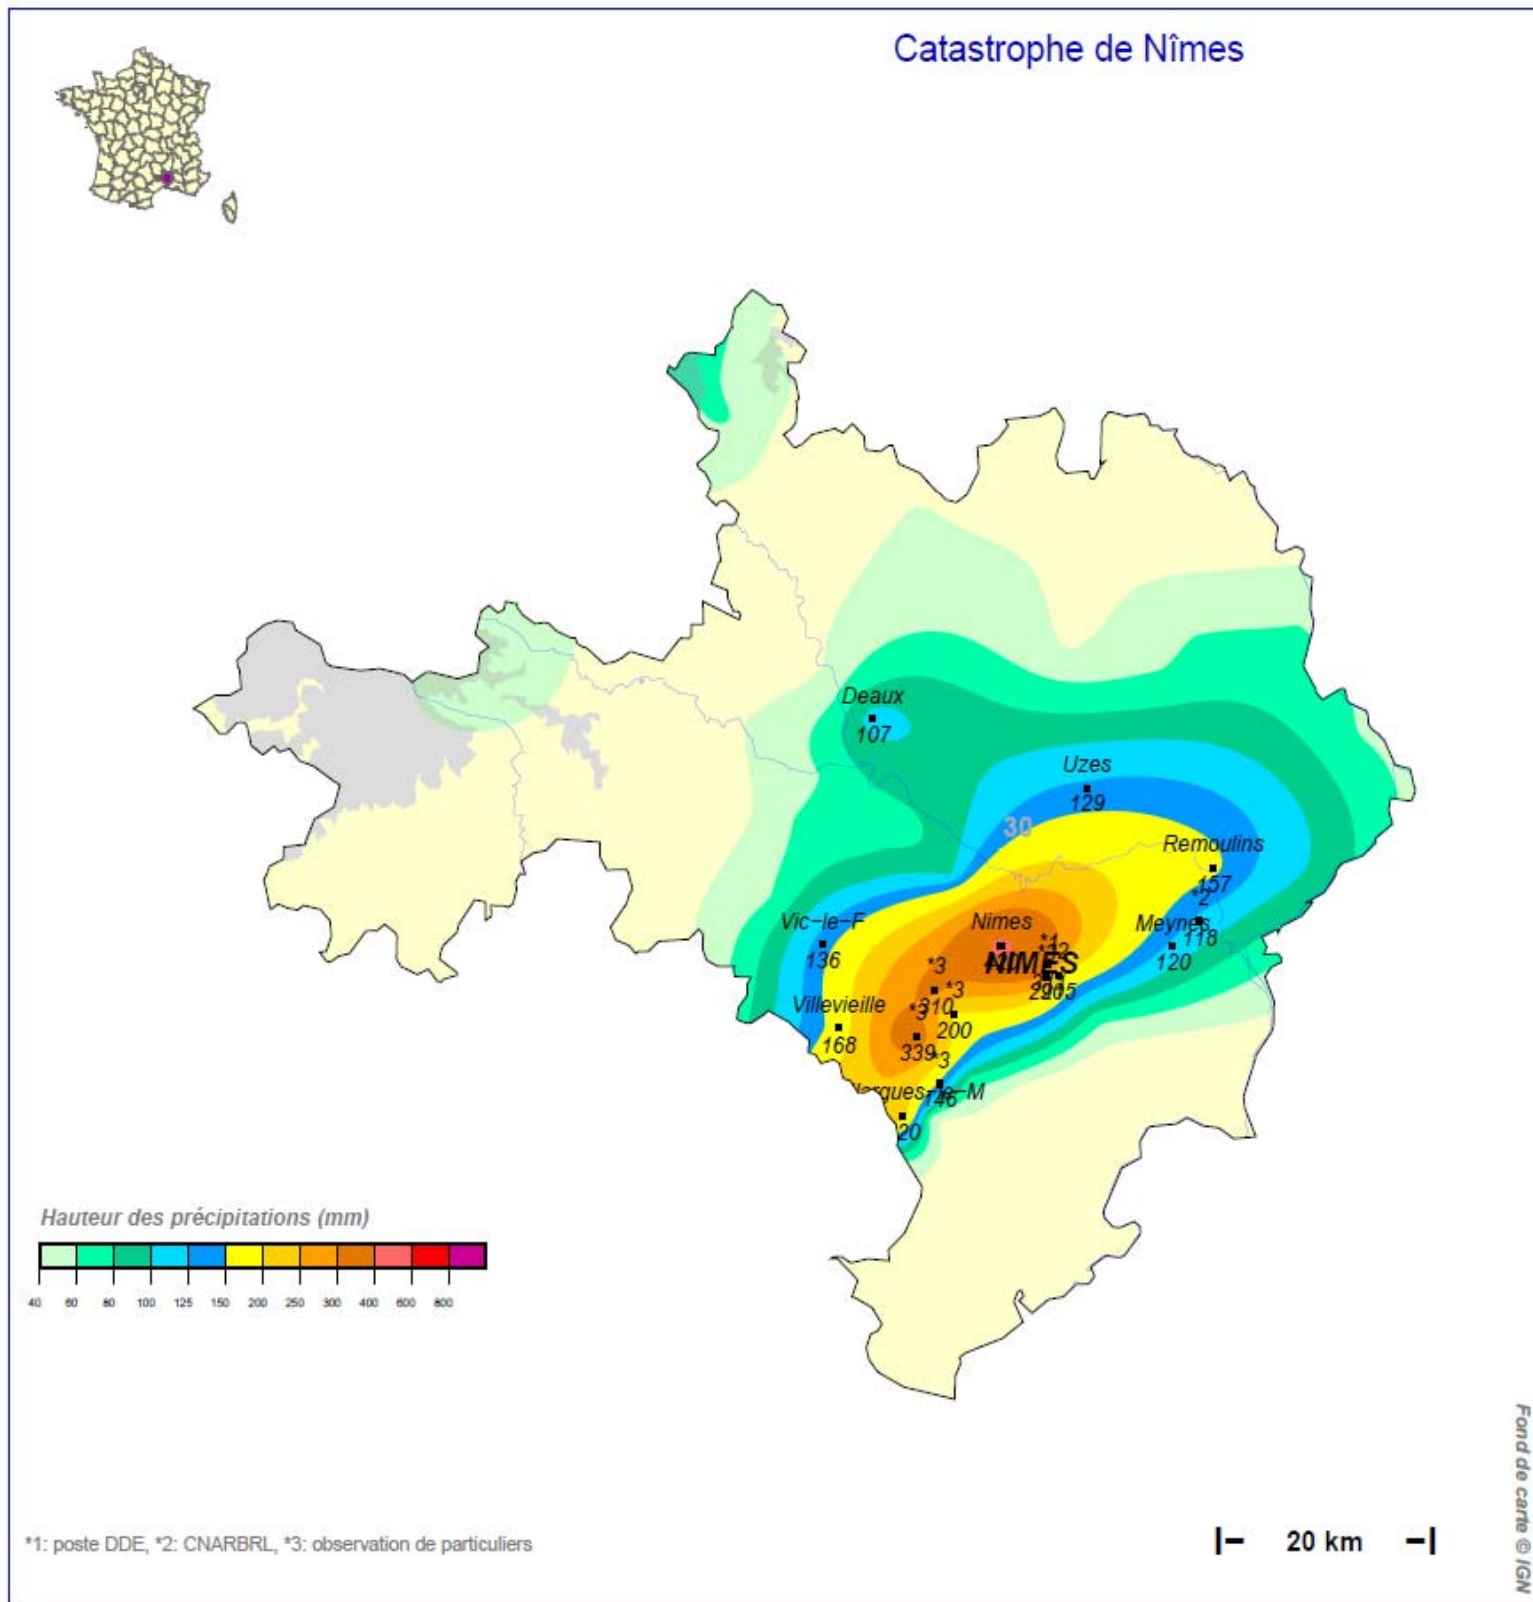 Catastrophe de Nîmes
Deaux
107
Uzes
129
30
Remoulins
157
*2
Vic-le-F
136
Nimes
Meynes
118
120
*1
NIMES
*3
310
*3
200
Villevieille
168
*3
339
*3
146
20
Hauteur des précipitations (mm)
40 60 80 100 125 150 200 250 300 400 600 800
*1: poste DDE, *2: CNARBRL, *3: observation de particuliers
20 km
Fond de carte © IGN